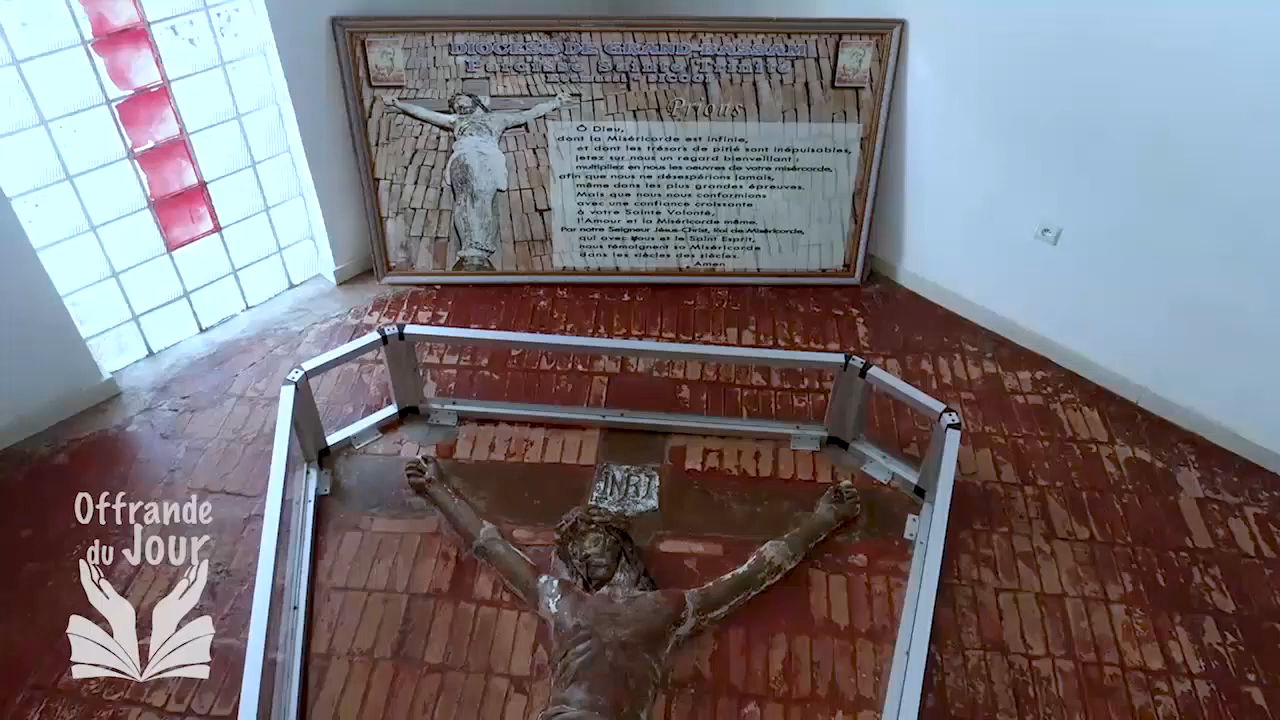 DIOCESE DE GRAND-BASSAM
Paroisse Sainte Trinité
Prions
Ô Dieu,
dont la Miséricorde est infinie,
et dont les trésors de pitié sont inépuisables,
jetez sur nous un regard bienveillant ;
multipliez en nous les oeuvres de votre miséricorde,
afin que nous ne désespérions jamais,
même dans les plus grandes épreuves.
Mais que nous nous conformions
avec une confiance croissante
à votre Sainte Volonté,
l'Amour et la Miséricorde même.
Par notre Seigneur Jésus-Christ, Roi de Miséricorde,
qui avec Vous et le Saint Esprit,
nous témoignent sa Miséricorde
dans les siècles des siècles.
Amen
INRI
Offrande
du Jour